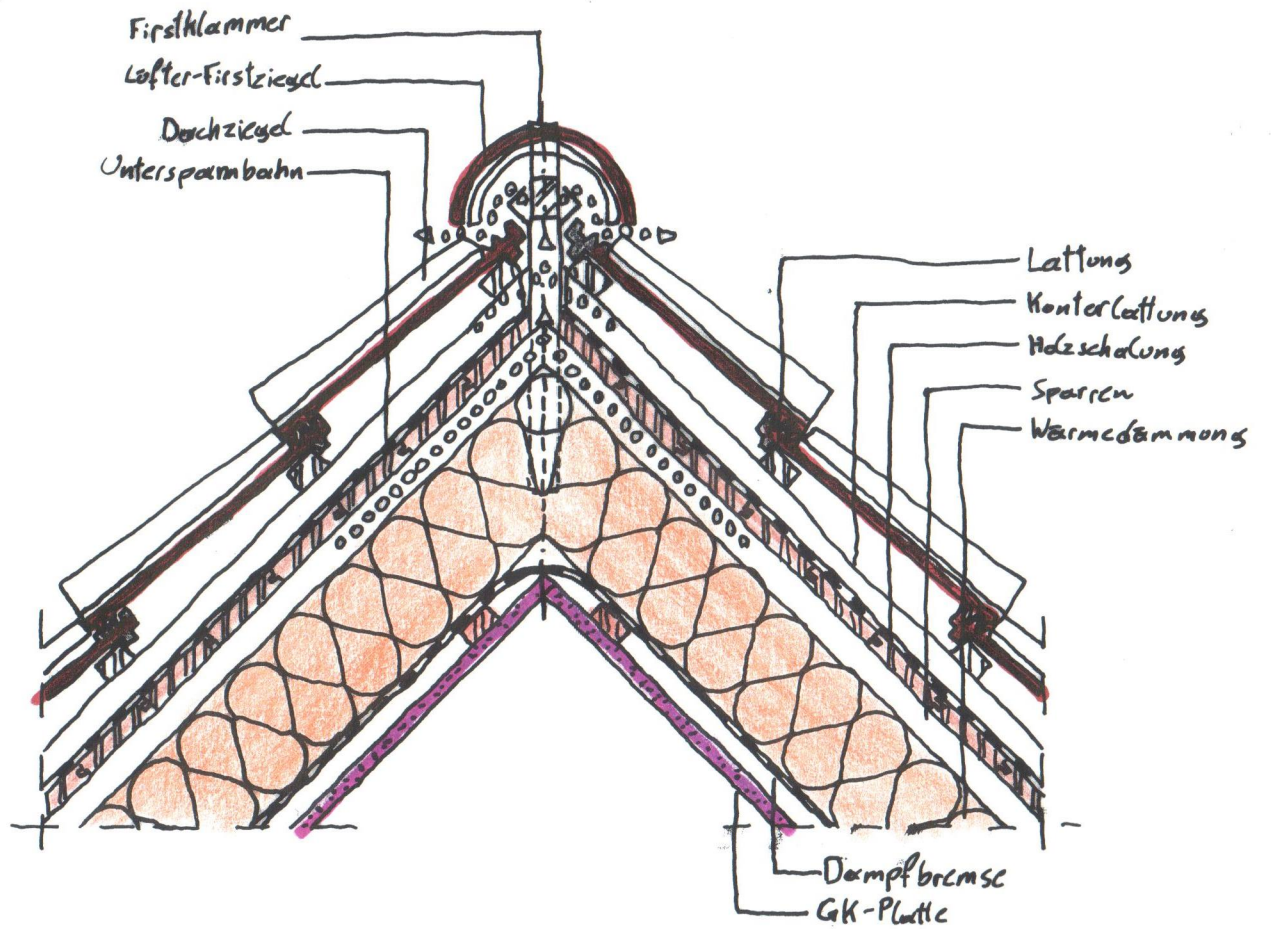 Firstklammer
Lüfter-Firstziegel
Dachziegel
Unterspannbahn
Lattung
Konterlattung
Holzschalung
Sparren
Wärmedämmung
Dampfbremse
GK-Platte